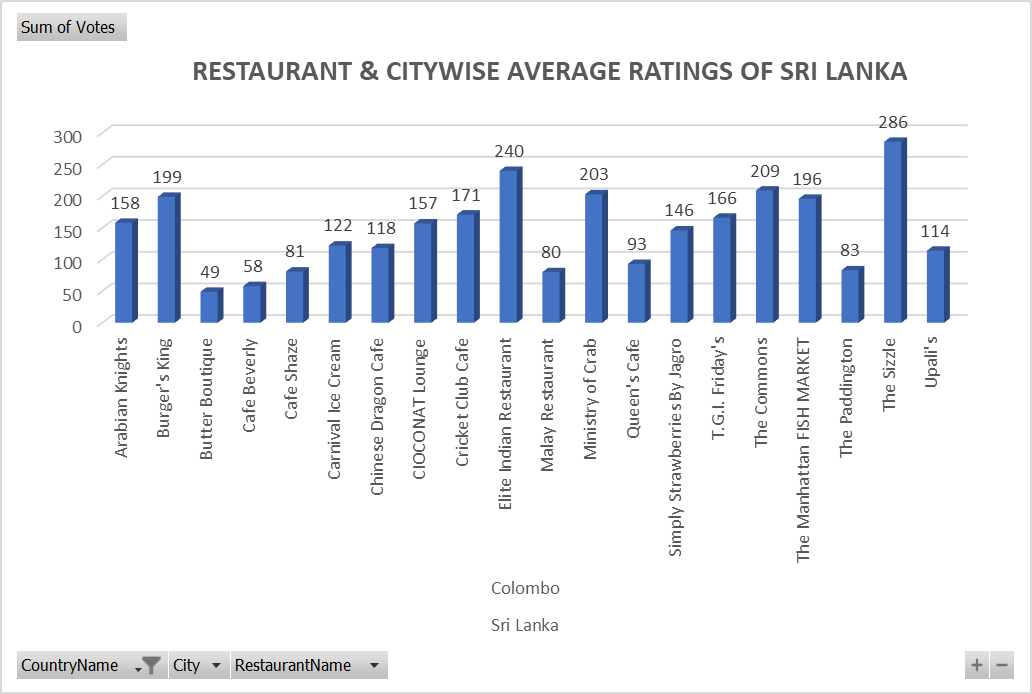 Sum of Votes
RESTAURANT & CITYWISE AVERAGE RATINGS OF SRI LANKA
300
250
200
150
100
50
0
158
199
49
58
81
122
118
157
171
240
80
203
93
146
166
209
196
83
286
114
Arabian Knights
Burger's King
Butter Boutique
Cafe Beverly
Cafe Shaze
Carnival Ice Cream
Chinese Dragon Cafe
CIOCONAT Lounge
Cricket Club Cafe
Elite Indian Restaurant
Malay Restaurant
Ministry of Crab
Queen's Cafe
Simply Strawberries By Jagro
T.G.I. Friday's
The Commons
The Manhattan FISH MARKET
The Paddington
The Sizzle
Upali's
Colombo
Sri Lanka
CountryName City RestaurantName + −